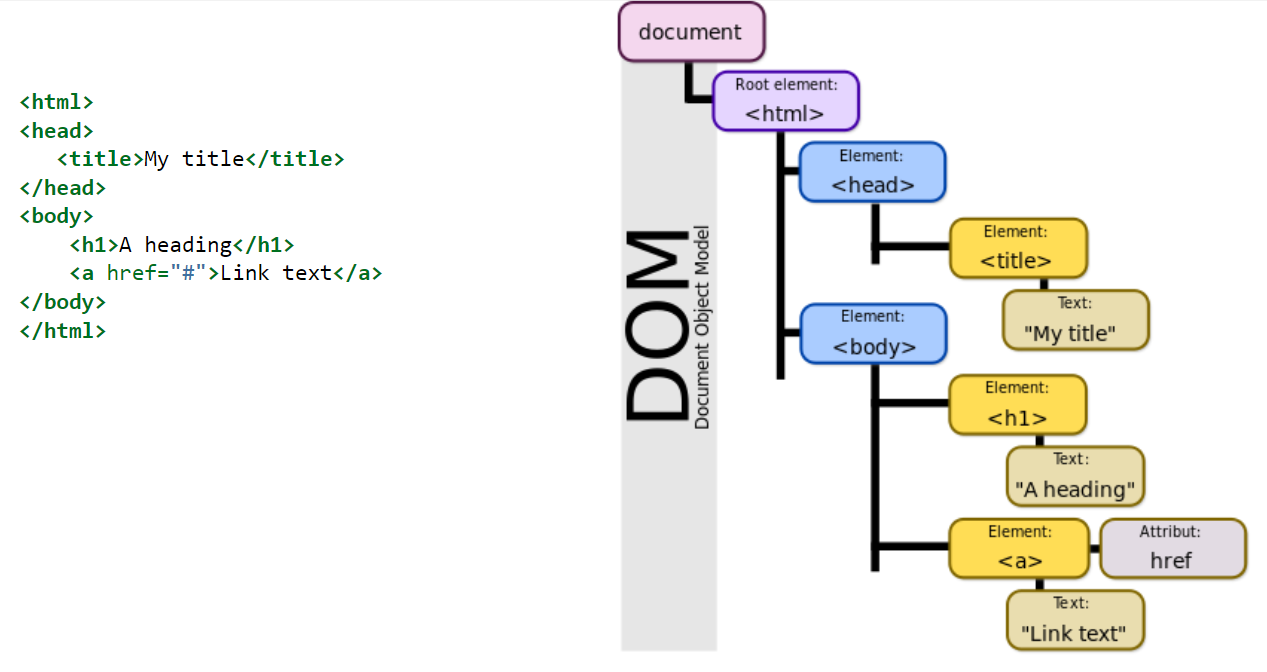 <html>
<head>
   <title>My title</title>
</head>
<body>
    <h1>A heading</h1>
    <a href="#">Link text</a>
</body>
</html>
DOM
Document Object Model
document
Root element:
<html>
Element:
<head>
Element:
<title>
Text:
"My title"
Element:
<body>
Element:
<h1>
Text:
"A heading"
Element:
<a>
Attribut:
href
Text:
"Link text"